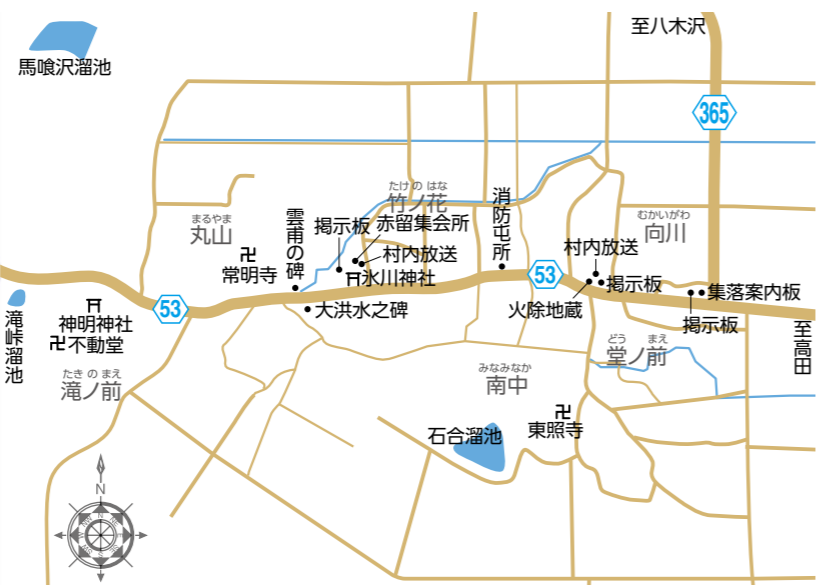 至八木沢
馬喰沢溜池
365
たけ の はな
竹ノ花
消防屯所
まるやま
丸山
雲甫の碑
掲示板
赤留集会所
むかいがわ
向川
常明寺
村内放送
村内放送
氷川神社
53
掲示板
集落案内板
53
大洪水之碑
火除地蔵
掲示板
神明神社
不動堂
滝峠溜池
至高田
たき の まえ
滝ノ前
どう まえ
堂ノ前
みなみなか
南中
石合溜池
東照寺
N